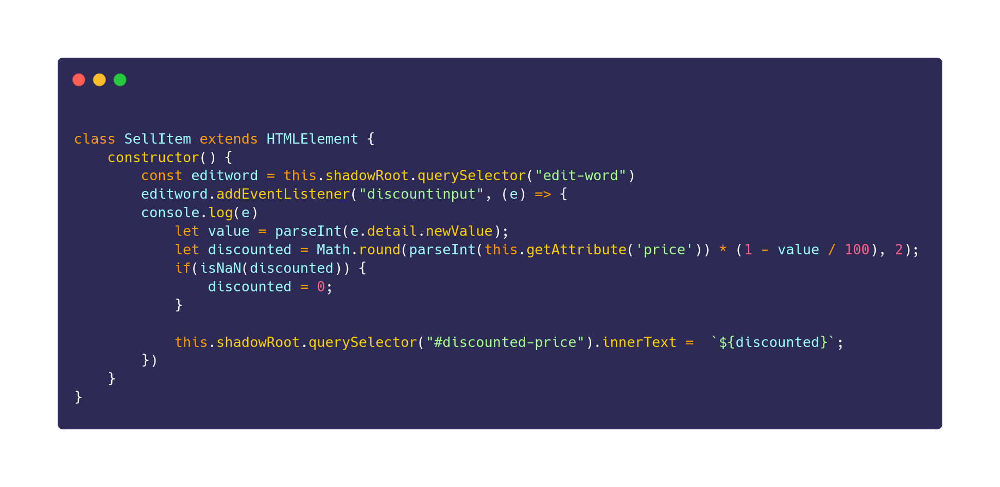 class SellItem extends HTMLElement {
    constructor() {
        const editword = this.shadowRoot.querySelector("edit-word")
        editword.addEventListener("discountinput", (e) => {
        console.log(e)
            let value = parseInt(e.detail.newValue);
            let discounted = Math.round(parseInt(this.getAttribute('price')) * (1 - value / 100), 2);
            if(isNaN(discounted)) {
                discounted = 0;
            }

            this.shadowRoot.querySelector("#discounted-price").innerText =  `${discounted}`;
        })
    }
}